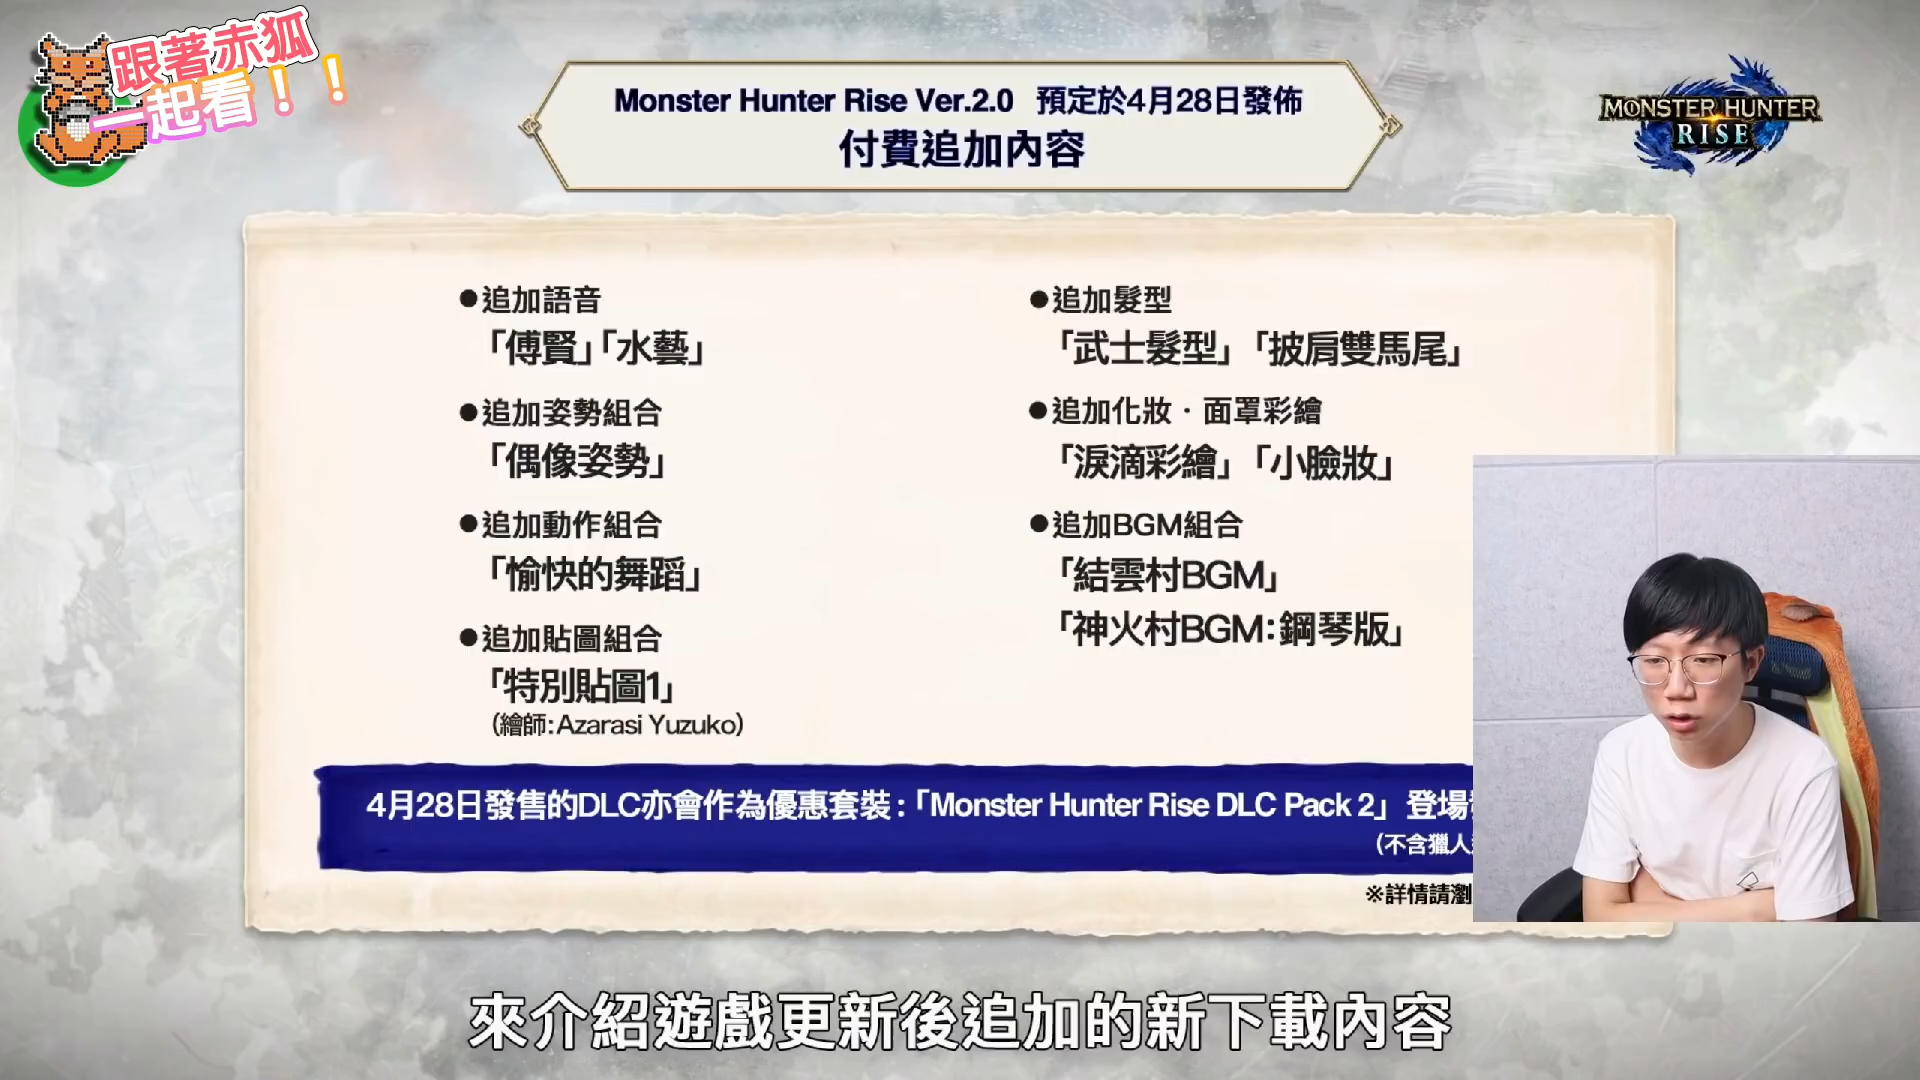 跟著赤狐
一起看！！
Monster Hunter Rise Ver.2.0 預定於4月28日發佈
付費追加內容
MONSTER HUNTER
RISE
●追加語音
「傅賢」「水藝」
●追加姿勢組合
「偶像姿勢」
●追加動作組合
「愉快的舞蹈」
●追加貼圖組合
「特別貼圖1」
（繪師：Azarasi Yuzuko）
●追加髮型
「武士髮型」「披肩雙馬尾」
●追加化妝．面罩彩繪
「淚滴彩繪」「小臉妝」
●追加BGM組合
「結雲村BGM」
「神火村BGM：鋼琴版」
4月28日發售的DLC亦會作為優惠套裝：「Monster Hunter Rise DLC Pack 2」登場
（不含獵人
※詳情請瀏
來介紹遊戲更新後追加的新下載內容